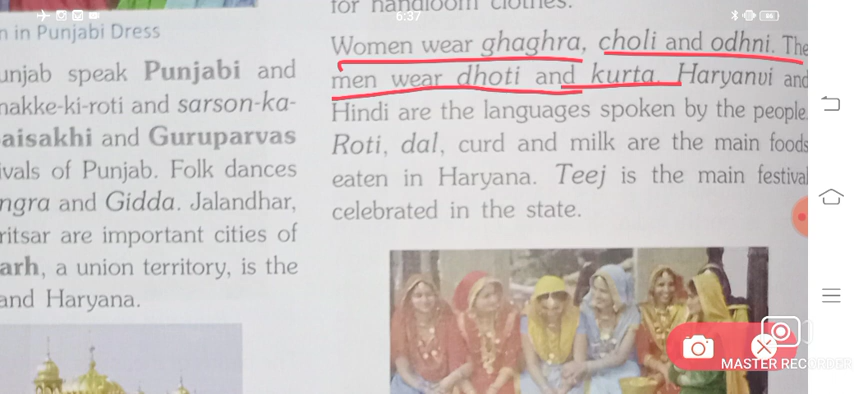 6:37
for handloom clothes.
n in Punjabi Dress
unjab speak Punjabi and
nakke-ki-roti and sarson-ka-
aisakhi and Guruparvas
ivals of Punjab. Folk dances
ngra and Gidda. Jalandhar,
ritsar are important cities of
arh, a union territory, is the
and Haryana.
Women wear ghaghra, choli and odhni. The
men wear dhoti and kurta. Haryanvi and
Hindi are the languages spoken by the people.
Roti, dal, curd and milk are the main foods
eaten in Haryana. Teej is the main festival
celebrated in the state.
MASTER RECORDER